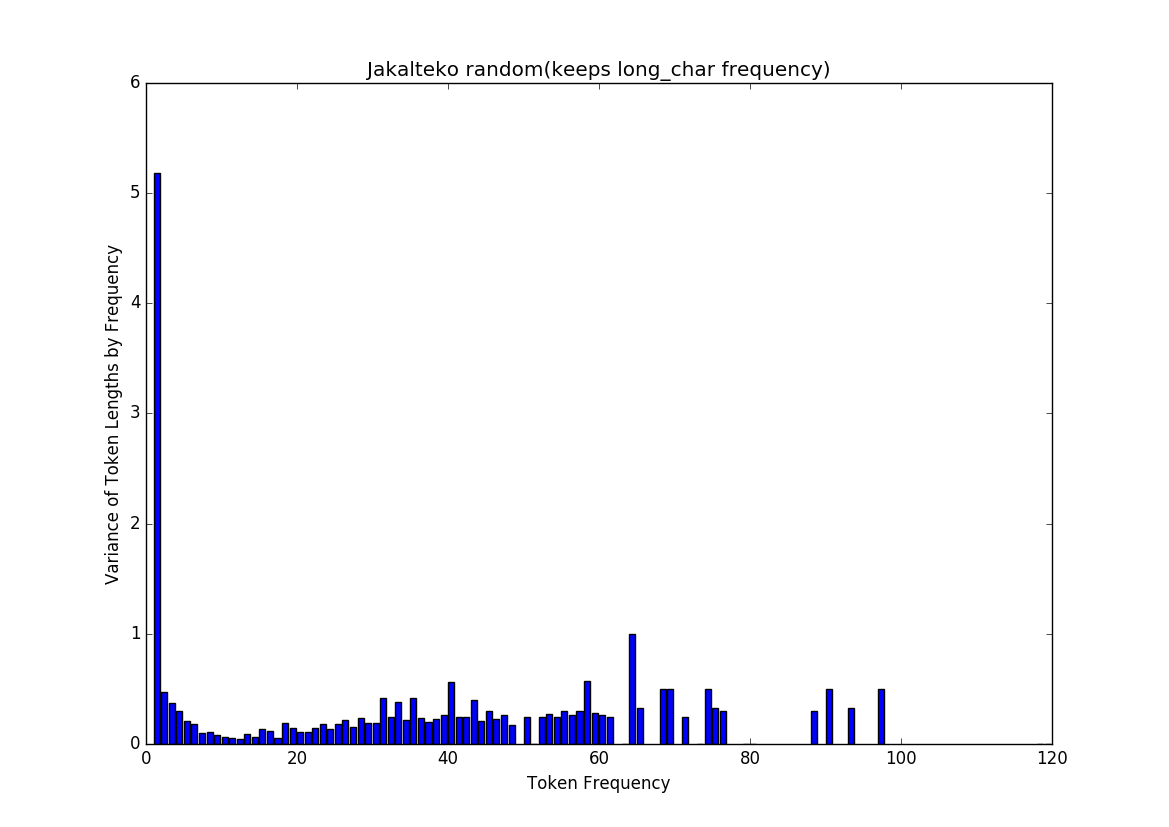 Jakalteko random(keeps long_char frequency)
6
5
4
3
2
1
0
Variance of Token Lengths by Frequency
0 20 40 60 80 100 120
Token Frequency